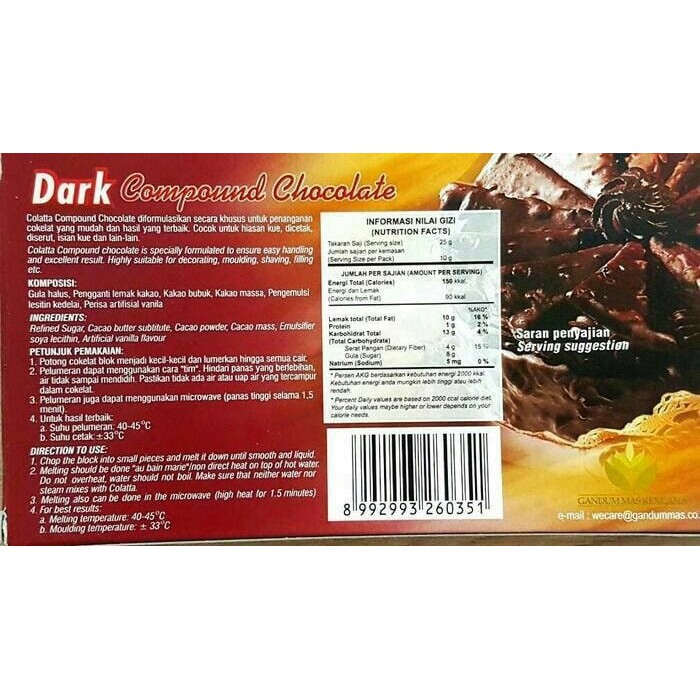 Dark Compound Chocolate
Colatta Compound Chocolate diformulasikan secara khusus untuk penanganan
cokelat yang mudah dan hasil yang terbaik. Cocok untuk hiasan kue, dicetak,
diserut, isian kue dan lain-lain.
Colatta Compound chocolate is specially formulated to ensure easy handling
and excellent result. Highly suitable for decorating, moulding, shaving, filling
etc.
KOMPOSISI:
Gula halus, Pengganti lemak kakao, Kakao bubuk, Kakao massa, Pengemulsi
lesitin kedelai, Perisa artifisial vanila
INGREDIENTS:
Refined Sugar, Cacao butter subtitute, Cacao powder, Cacao mass, Emulsifier
soya lecithin, Artificial vanilla flavour
PETUNJUK PEMAKAIAN:
1. Potong cokelat blok menjadi kecil-kecil dan lumerkan hingga semua cair.
2. Pelumeran dapat menggunakan cara "tim". Hindari panas yang berlebihan,
air tidak sampai mendidih. Pastikan tidak ada air atau uap air yang tercampur
dalam cokelat.
3. Pelumeran juga dapat menggunakan microwave (panas tinggi selama 1,5
menit).
4. Untuk hasil terbaik:
a. Suhu pelumeran: 40-45°C
b. Suhu cetak: ±33°C
DIRECTION TO USE:
1. Chop the block into small pieces and melt it down until smooth and liquid.
2. Melting should be done "au bain marie"/non direct heat on top of hot water.
Do not overheat, water should not boil. Make sure that neither water nor
steam mixes with Colatta.
3. Melting also can be done in the microwave (high heat for 1.5 minutes)
4. For best results:
a. Melting temperature: 40-45°C
b. Moulding temperature: ± 33°C
INFORMASI NILAI GIZI
(NUTRITION FACTS)
Takaran Saji (Serving size) 25 g
Jumlah sajian per kemasan
(Serving Size per Pack) 10 g
JUMLAH PER SAJIAN (AMOUNT PER SERVING)
Energi Total (Calories) 150 kkal
Energi dari Lemak
(Calories from Fat) 90 kkal
%AKG*
Lemak total (Total Fat) 10 g 16 %
Protein 1 g 2 %
Karbohidrat Total 13 g 4 %
(Total Carbohydrate)
Serat Pangan (Dietary Fiber) 4 g 15 %
Gula (Sugar) 8 g
Natrium (Sodium) 5 mg 0 %
* Persen AKG berdasarkan kebutuhan energi 2000 kkal.
Kebutuhan energi anda mungkin lebih tinggi atau lebih
rendah.
* Percent Daily values are based on 2000 ccal calorie diet.
Your daily values maybe higher or lower depends on your
calorie needs.
8 992993 260351
Saran penyajian
Serving suggestion
GANDUM MAS KENCANA
e-mail : wecare@gandummas.co.